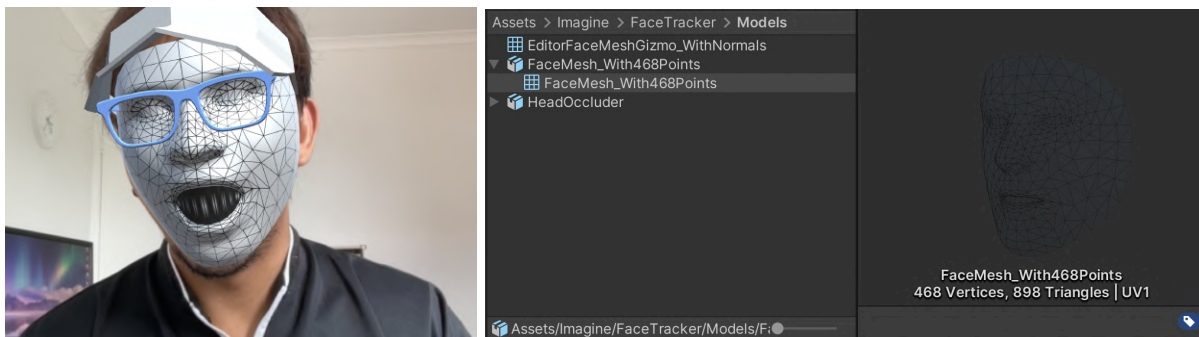 Assets > Imagine > FaceTracker > Models
EditorFaceMeshGizmo_WithNormals
FaceMesh_With468Points
FaceMesh_With468Points
HeadOccluder
FaceMesh_With468Points
468 Vertices, 898 Triangles | UV1
Assets/Imagine/FaceTracker/Models/F